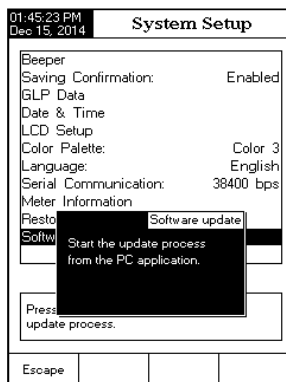 01:45:23 PM
Dec 15, 2014
System Setup
Beeper
Saving Confirmation: Enabled
GLP Data
Date & Time
LCD Setup
Color Palette: Color 3
Language: English
Serial Communication: 38400 bps
Meter Information
Resto
Softw
Software update
Start the update process
from the PC application.
Press
update process.
Escape